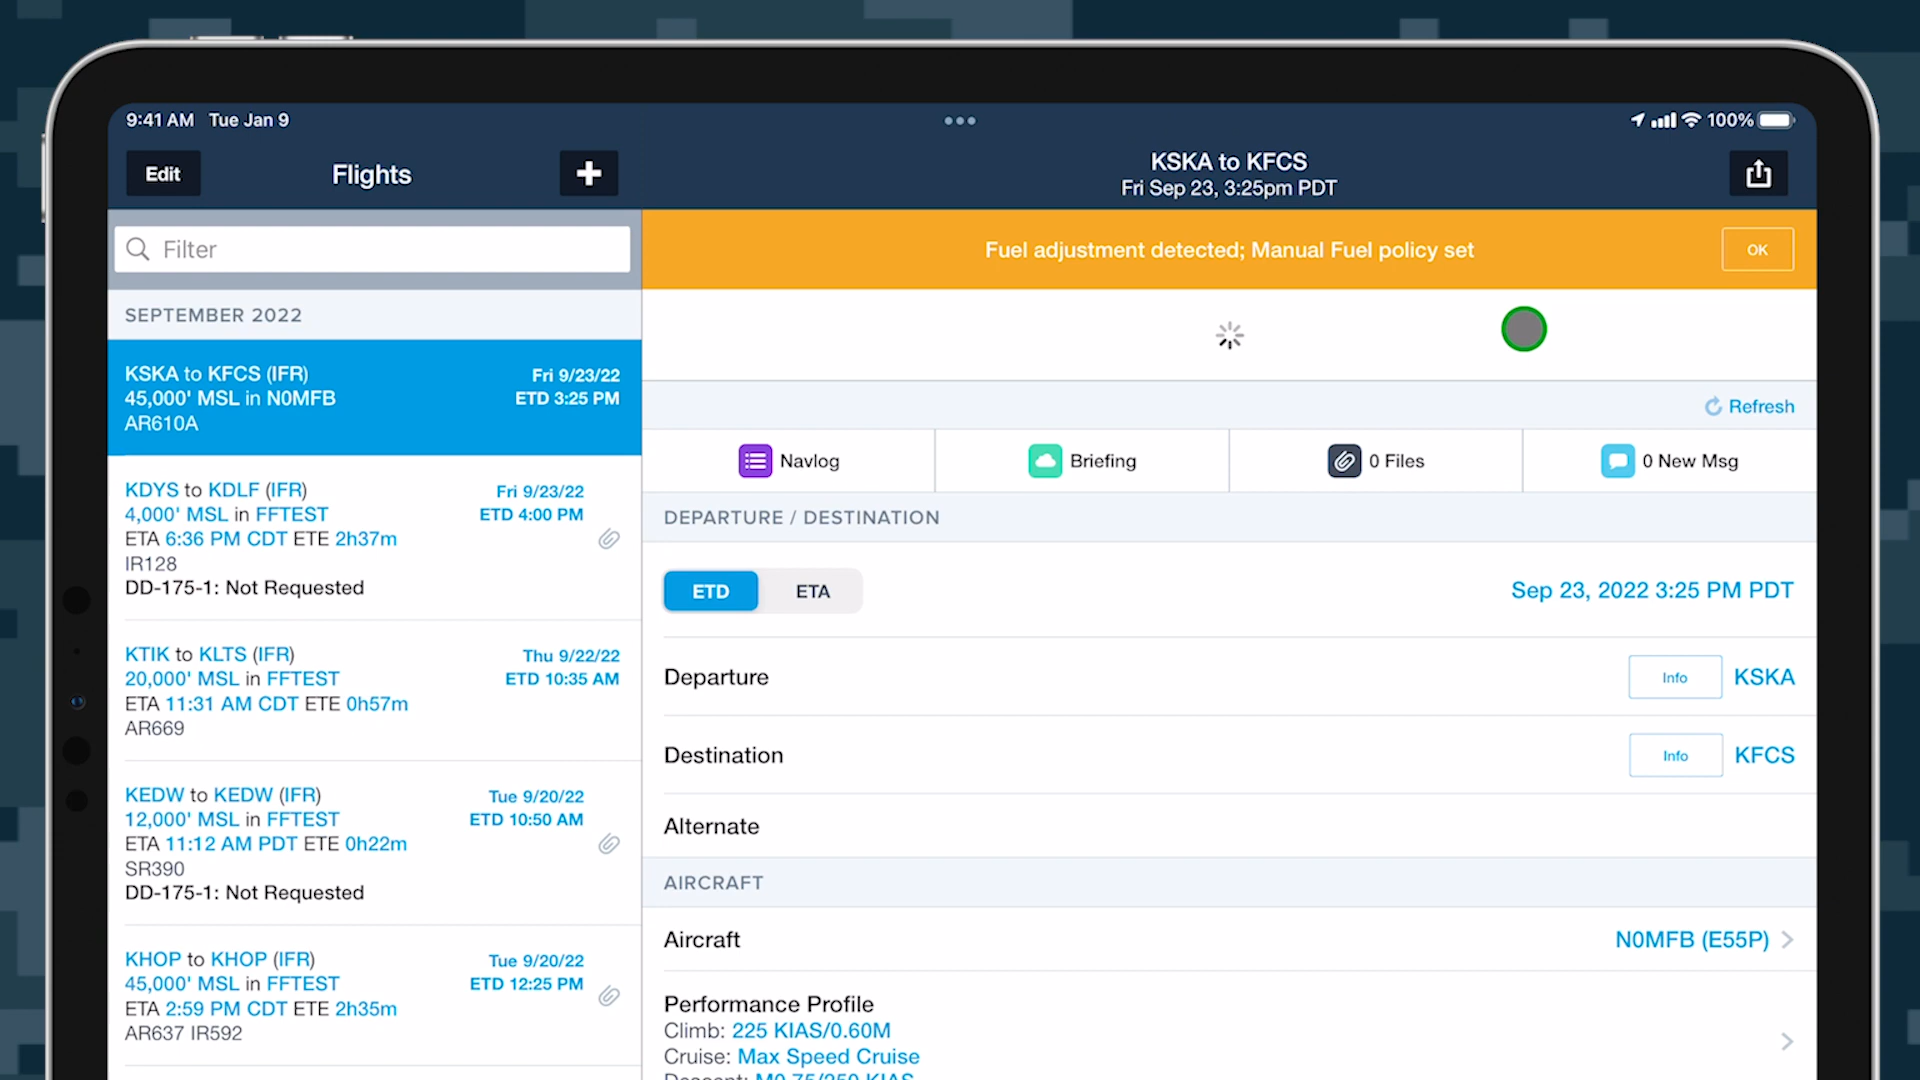 9:41 AM Tue Jan 9
100%
Edit
Flights
KSKA to KFCS
Fri Sep 23, 3:25pm PDT
Filter
Fuel adjustment detected; Manual Fuel policy set
OK
SEPTEMBER 2022
KSKA to KFCS (IFR)
Fri 9/23/22
45,000' MSL in N0MFB
ETD 3:25 PM
AR610A
KDYS to KDLF (IFR)
Fri 9/23/22
4,000' MSL in FFTEST
ETD 4:00 PM
ETA 6:36 PM CDT ETE 2h37m
IR128
DD-175-1: Not Requested
KTIK to KLTS (IFR)
Thu 9/22/22
20,000' MSL in FFTEST
ETD 10:35 AM
ETA 11:31 AM CDT ETE 0h57m
AR669
KEDW to KEDW (IFR)
Tue 9/20/22
12,000' MSL in FFTEST
ETD 10:50 AM
ETA 11:12 AM PDT ETE 0h22m
SR390
DD-175-1: Not Requested
KHOP to KHOP (IFR)
Tue 9/20/22
45,000' MSL in FFTEST
ETD 12:25 PM
ETA 2:59 PM CDT ETE 2h35m
AR637 IR592
Refresh
Navlog
Briefing
0 Files
0 New Msg
DEPARTURE / DESTINATION
ETD
ETA
Sep 23, 2022 3:25 PM PDT
Departure
Info
KSKA
Destination
Info
KFCS
Alternate
AIRCRAFT
Aircraft
N0MFB (E55P)
Performance Profile
Climb: 225 KIAS/0.60M
Cruise: Max Speed Cruise
Descent: M0.75/250 KIAS